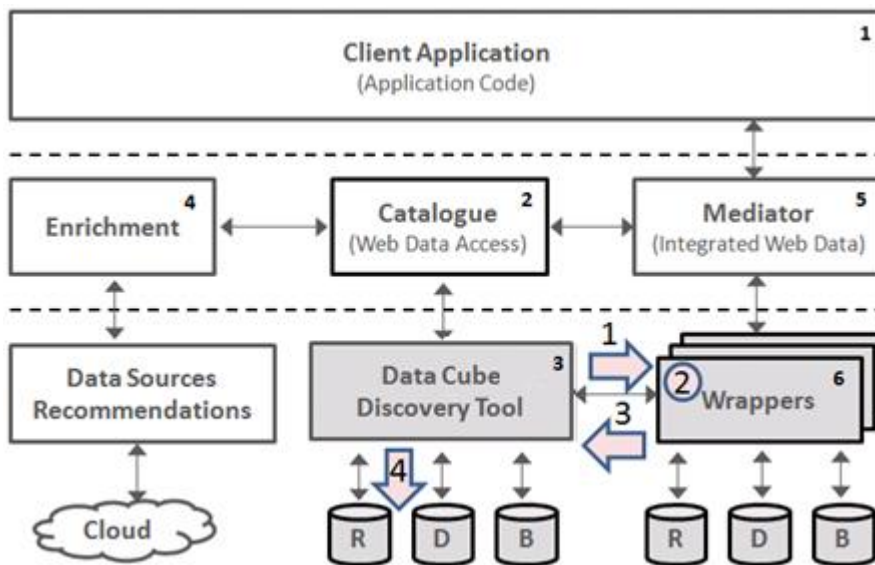 Client Application
1
(Application Code)
Enrichment
4
Catalogue
2
(Web Data Access)
Mediator
5
(Integrated Web Data)
Data Sources
Recommendations
Data Cube
3
Discovery Tool
1
2
3
Wrappers
6
4
Cloud
R
D
B
R
D
B